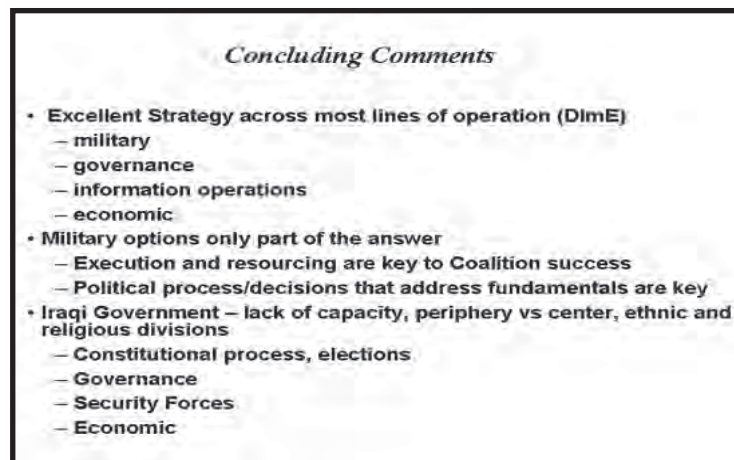 Concluding Comments
• Excellent Strategy across most lines of operation (DImE)
– military
– governance
– information operations
– economic
• Military options only part of the answer
– Execution and resourcing are key to Coalition success
– Political process/decisions that address fundamentals are key
• Iraqi Government – lack of capacity, periphery vs center, ethnic and
religious divisions
– Constitutional process, elections
– Governance
– Security Forces
– Economic